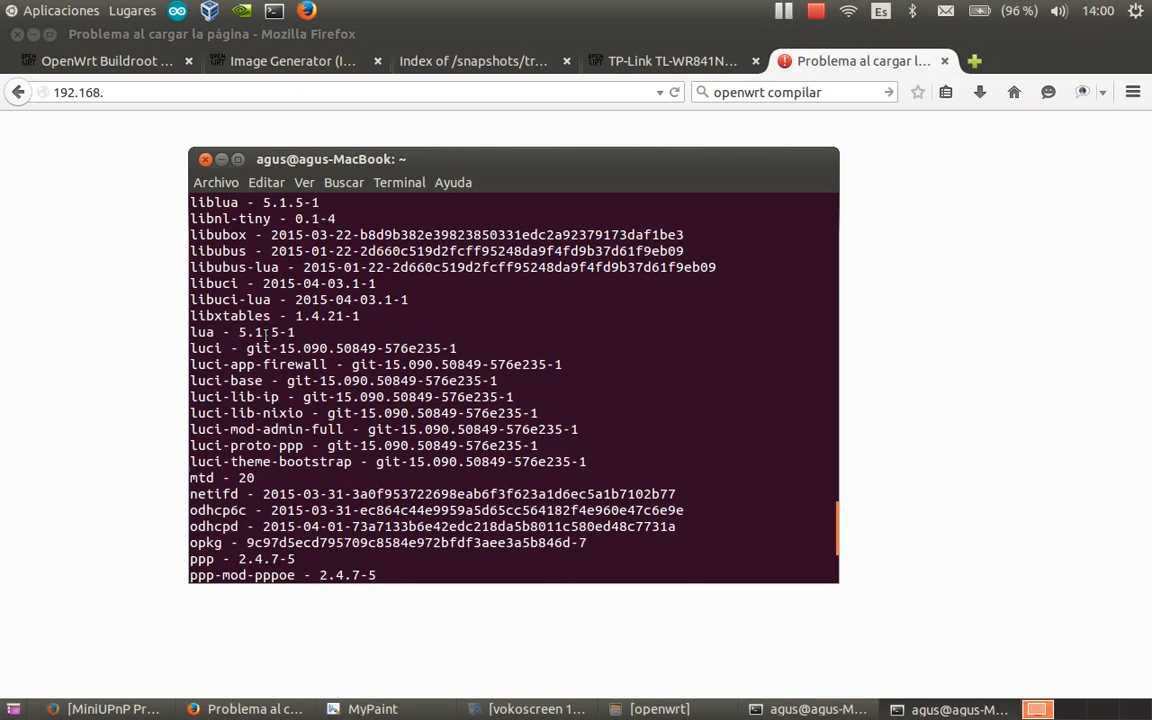 Aplicaciones Lugares Es (96 %) 14:00
Problema al cargar la página - Mozilla Firefox
OpenWrt Buildroot ... Image Generator (I... Index of /snapshots/tr... TP-Link TL-WR841N... Problema al cargar l...
192.168. openwrt compilar
agus@agus-MacBook: ~
Archivo Editar Ver Buscar Terminal Ayuda
liblua - 5.1.5-1
libnl-tiny - 0.1-4
libubox - 2015-03-22-b8d9b382e39823850331edc2a92379173daf1be3
libubus - 2015-01-22-2d660c519d2fcff95248da9f4fd9b37d61f9eb09
libubus-lua - 2015-01-22-2d660c519d2fcff95248da9f4fd9b37d61f9eb09
libuci - 2015-04-03.1-1
libuci-lua - 2015-04-03.1-1
libxtables - 1.4.21-1
lua - 5.1.5-1
luci - git-15.090.50849-576e235-1
luci-app-firewall - git-15.090.50849-576e235-1
luci-base - git-15.090.50849-576e235-1
luci-lib-ip - git-15.090.50849-576e235-1
luci-lib-nixio - git-15.090.50849-576e235-1
luci-mod-admin-full - git-15.090.50849-576e235-1
luci-proto-ppp - git-15.090.50849-576e235-1
luci-theme-bootstrap - git-15.090.50849-576e235-1
mtd - 20
netifd - 2015-03-31-3a0f953722698eab6f3f623a1d6ec5a1b7102b77
odhcp6c - 2015-03-31-ec864c44e9959a5d65cc564182f4e960e47c6e9e
odhcpd - 2015-04-01-73a7133b6e42edc218da5b8011c580ed48c7731a
opkg - 9c97d5ecd795709c8584e972bfdf3aee3a5b846d-7
ppp - 2.4.7-5
ppp-mod-pppoe - 2.4.7-5
[MiniUPnP Pr... Problema al c... MyPaint [vokoscreen 1... [openwrt] agus@agus-M... agus@agus-M...